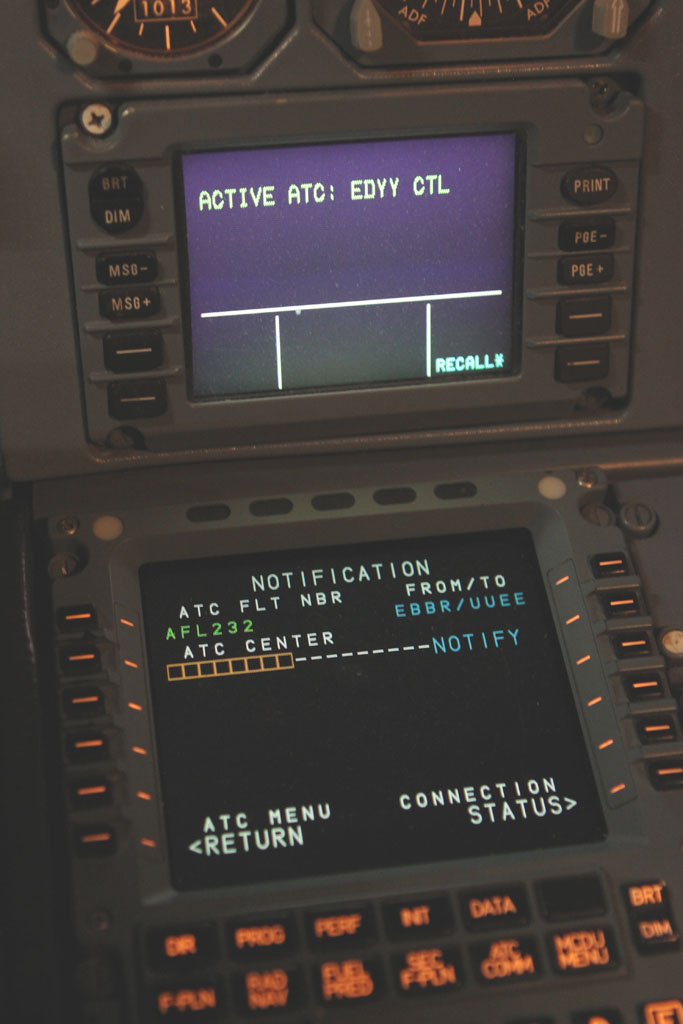 1013
ADF ADF
BRT
DIM
MSG-
MSG+
ACTIVE ATC: EDYY CTL
RECALL*
PRINT
PGE-
PGE+
NOTIFICATION
ATC FLT NBR FROM/TO
AFL232 EBBR/UUEE
ATC CENTER
---------NOTIFY
ATC MENU CONNECTION
<RETURN STATUS>
DIR PROG PERF INIT DATA BRT
F-PLN RAD NAV FUEL PRED SEC F-PLN ATC COMM MCDU MENU DIM
E